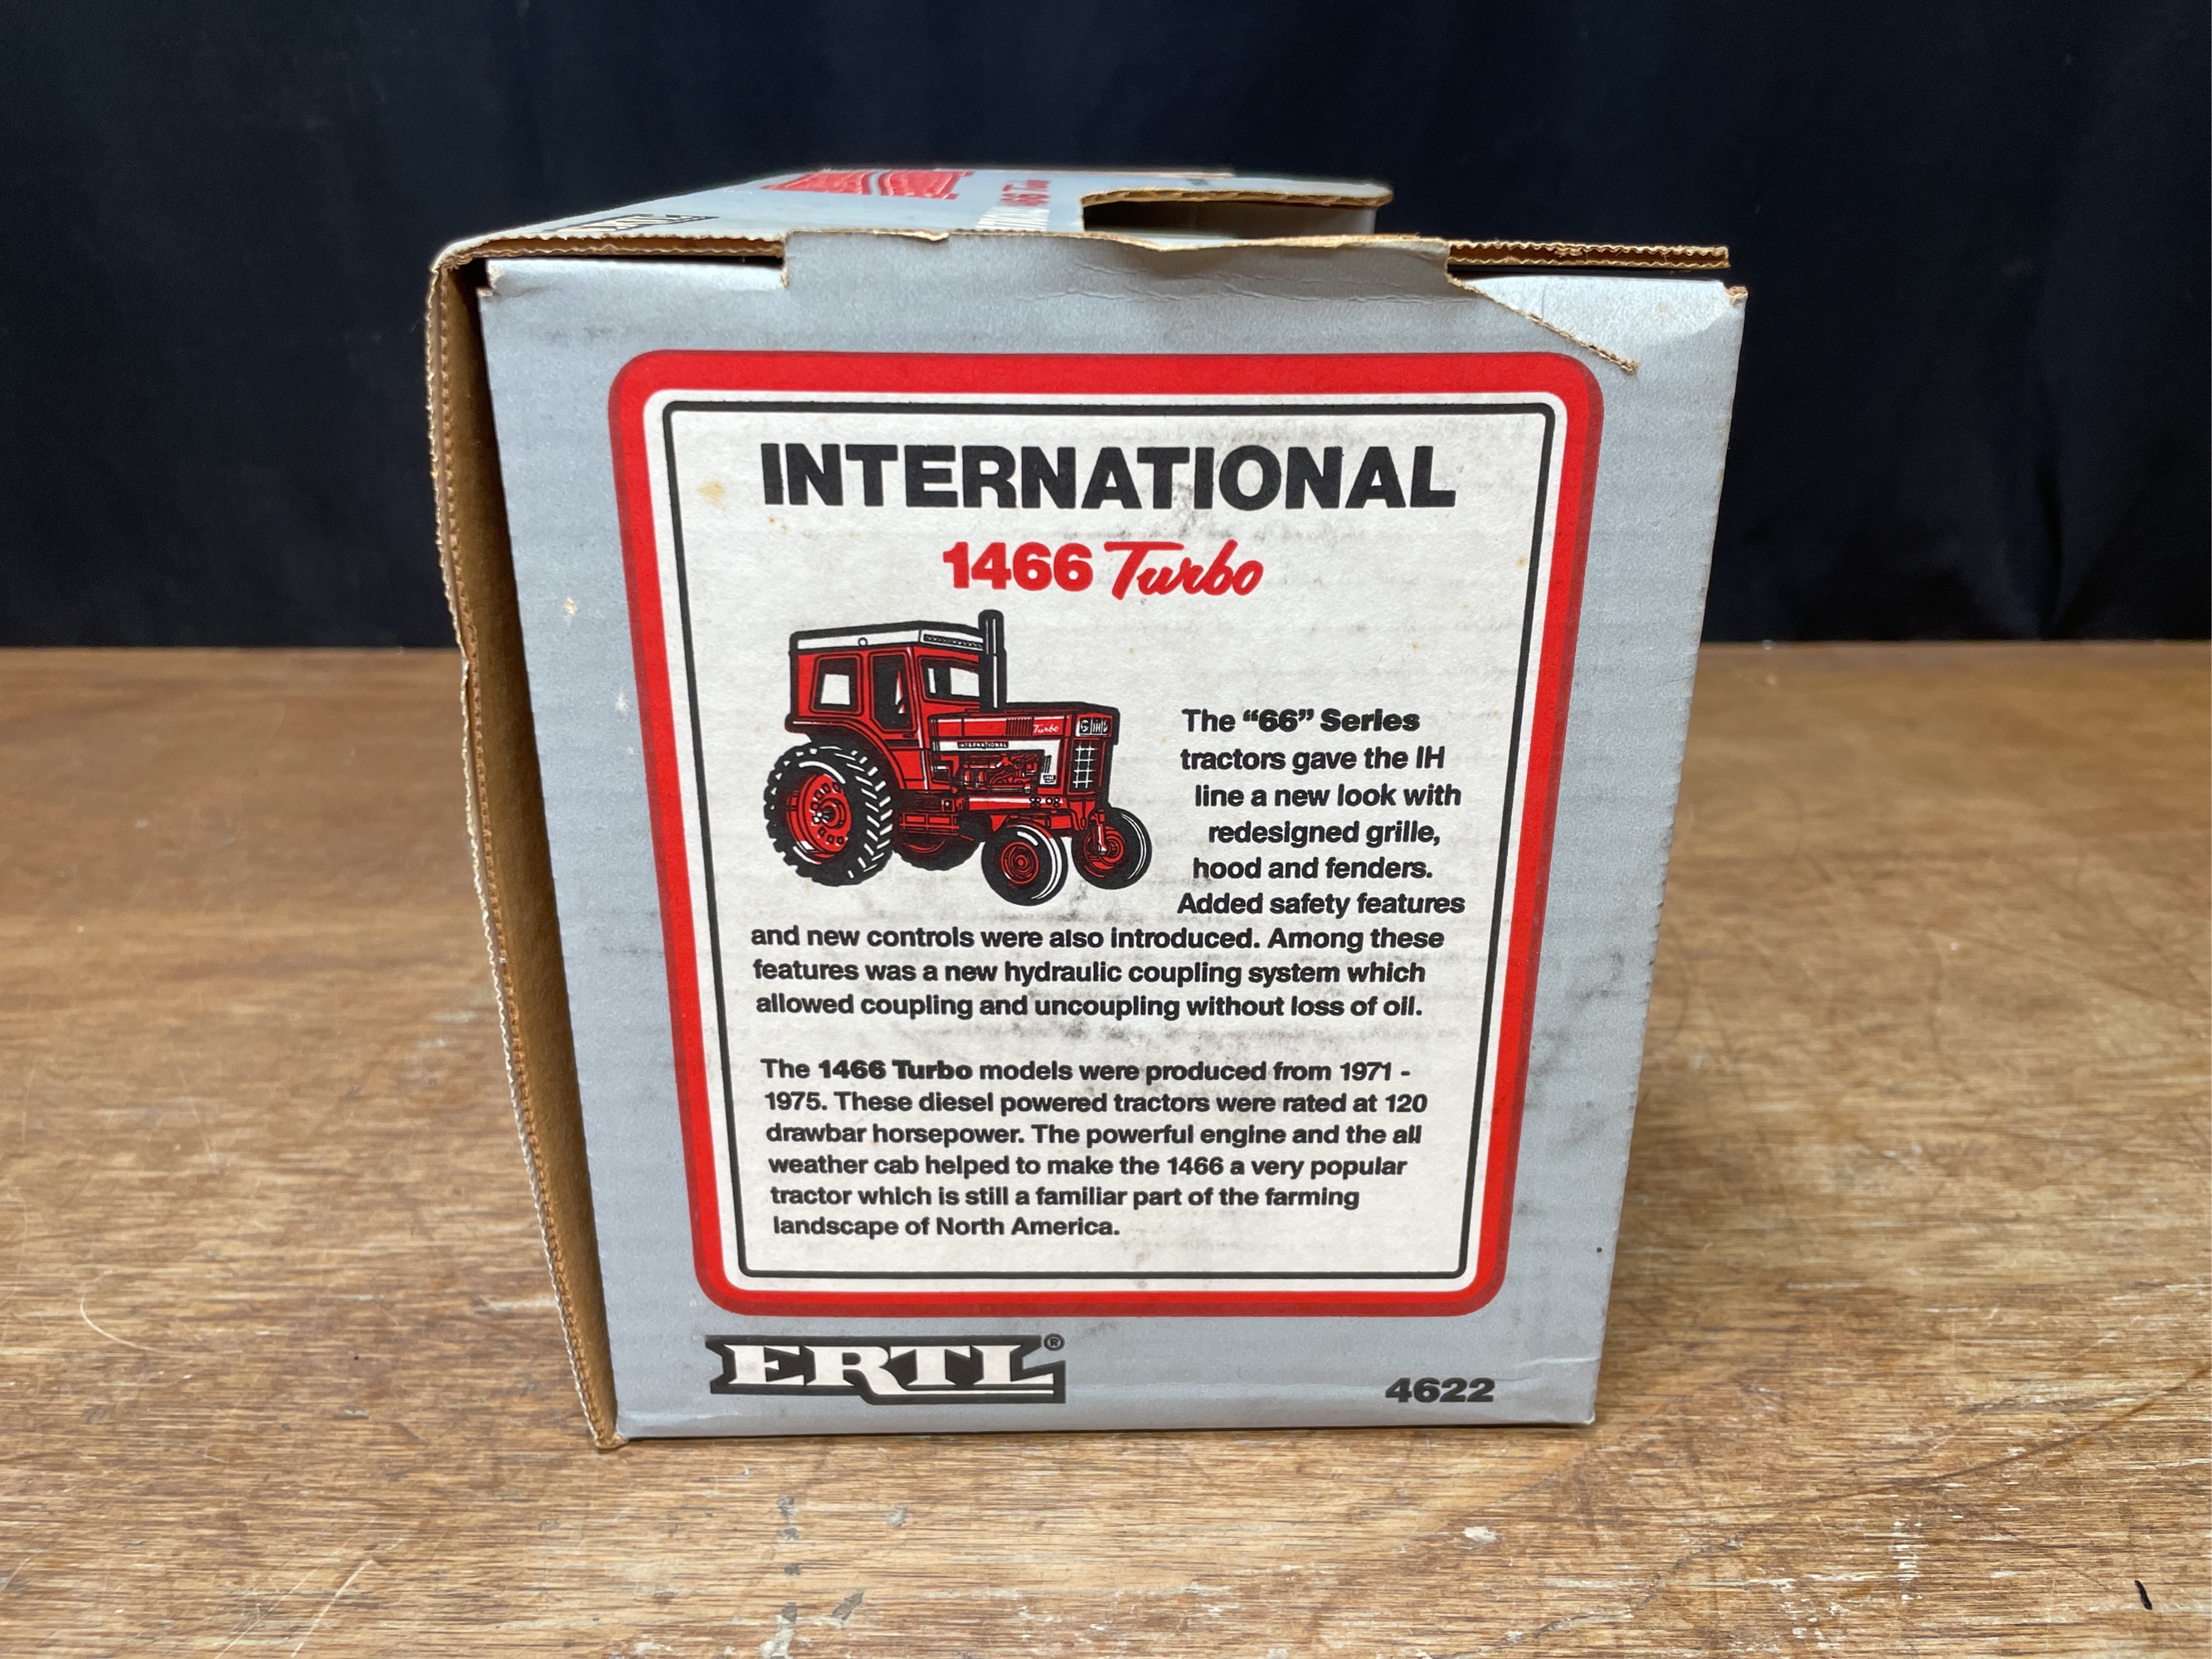 1466 Turbo
INTERNATIONAL
1466 Turbo
Turbo
INTERNATIONAL
The “66” Series
tractors gave the IH
line a new look with
redesigned grille,
hood and fenders.
Added safety features
and new controls were also introduced. Among these
features was a new hydraulic coupling system which
allowed coupling and uncoupling without loss of oil.
The 1466 Turbo models were produced from 1971 -
1975. These diesel powered tractors were rated at 120
drawbar horsepower. The powerful engine and the all
weather cab helped to make the 1466 a very popular
tractor which is still a familiar part of the farming
landscape of North America.
ERTL®
4622